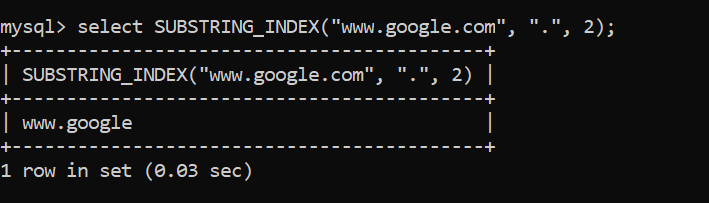 mysql> select SUBSTRING_INDEX("www.google.com", ".", 2);
+-----------------------------------------+
| SUBSTRING_INDEX("www.google.com", ".", 2) |
+-----------------------------------------+
| www.google                              |
+-----------------------------------------+
1 row in set (0.03 sec)